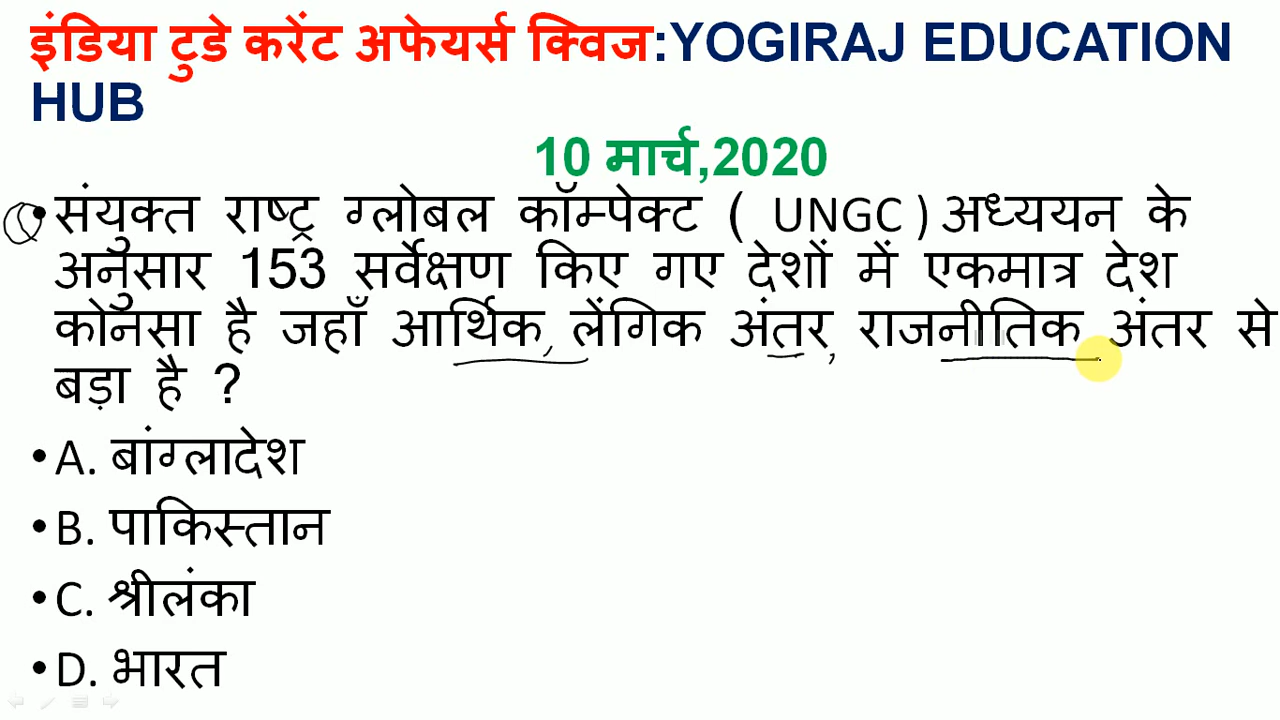 इंडिया टुडे करेंट अफेयर्स क्विज:YOGIRAJ EDUCATION
HUB
10 मार्च,2020
• संयुक्त राष्ट्र ग्लोबल कॉम्पेक्ट ( UNGC ) अध्ययन के
अनुसार 153 सर्वेक्षण किए गए देशों में एकमात्र देश
कोनसा है जहाँ आर्थिक, लेंगिक अंतर, राजनीतिक अंतर से
बड़ा है ?
• A. बांग्लादेश
• B. पाकिस्तान
• C. श्रीलंका
• D. भारत